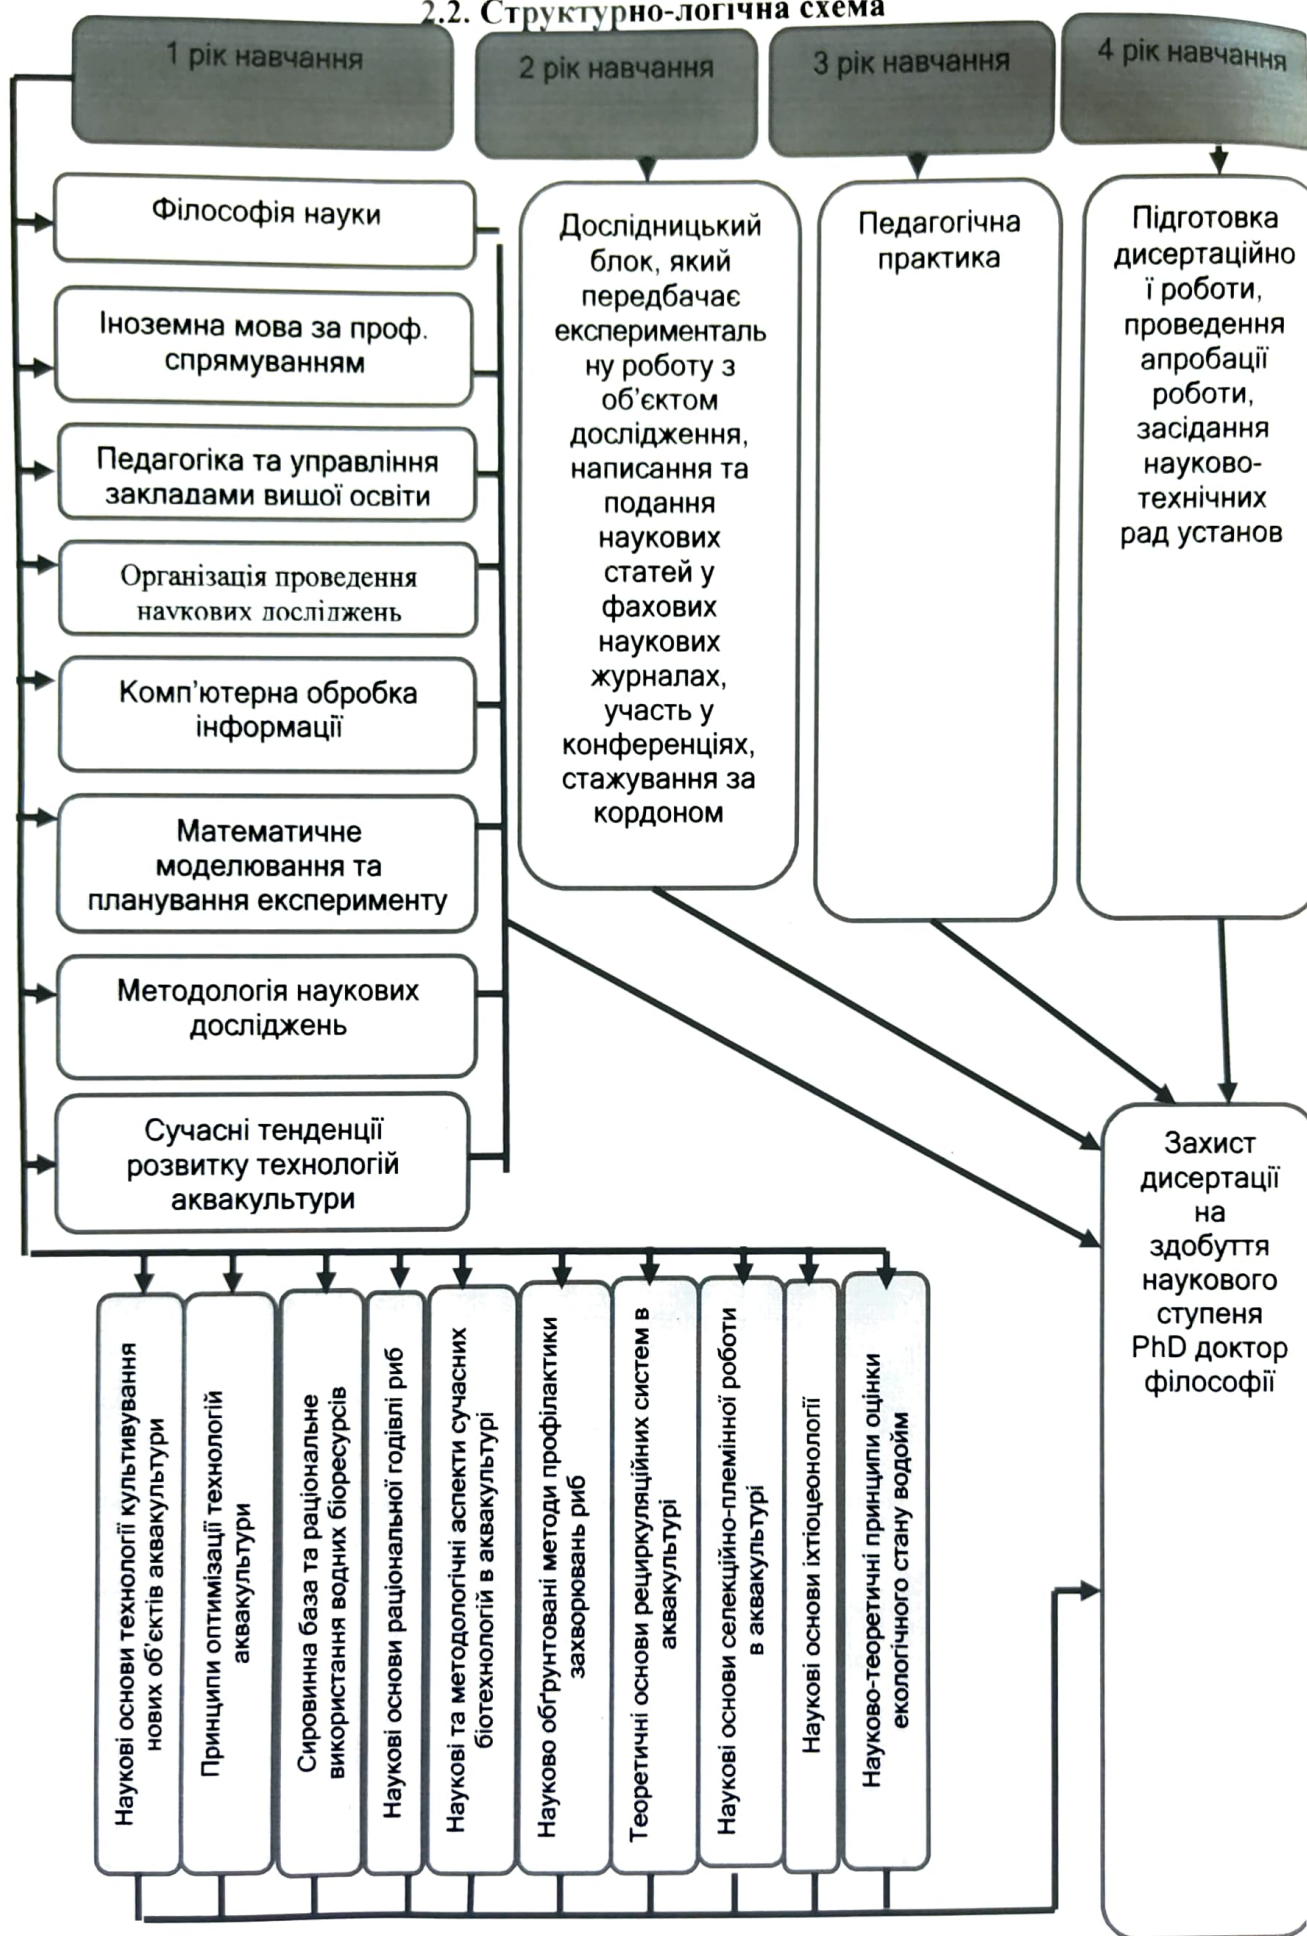 2.2. Структурно-логічна схема
1 рік навчання
2 рік навчання
3 рік навчання
4 рік навчання
Філософія науки
Іноземна мова за проф.
спрямуванням
Педагогіка та управління
закладами вищої освіти
Організація проведення
наукових досліджень
Комп'ютерна обробка
інформації
Математичне
моделювання та
планування експерименту
Методологія наукових
досліджень
Сучасні тенденції
розвитку технологій
аквакультури
Дослідницький
блок, який
передбачає
експерименталь
ну роботу з
об'єктом
дослідження,
написання та
подання
наукових
статей у
фахових
наукових
журналах,
участь у
конференціях,
стажування за
кордоном
Педагогічна
практика
Підготовка
дисертаційно
ї роботи,
проведення
апробації
роботи,
засідання
науково-
технічних
рад установ
Захист
дисертації
на
здобуття
наукового
ступеня
PhD доктор
філософії
Наукові основи технології культивування
нових об'єктів аквакультури
Принципи оптимізації технологій
аквакультури
Сировинна база та раціональне
використання водних біоресурсів
Наукові основи раціональної годівлі риб
Наукові та методологічні аспекти сучасних
біотехнологій в аквакультурі
Науково обґрунтовані методи профілактики
захворювань риб
Теоретичні основи рециркуляційних систем в
аквакультурі
Наукові основи селекційно-племінної роботи
в аквакультурі
Наукові основи іхтіоценології
Науково-теоретичні принципи оцінки
екологічного стану водойм